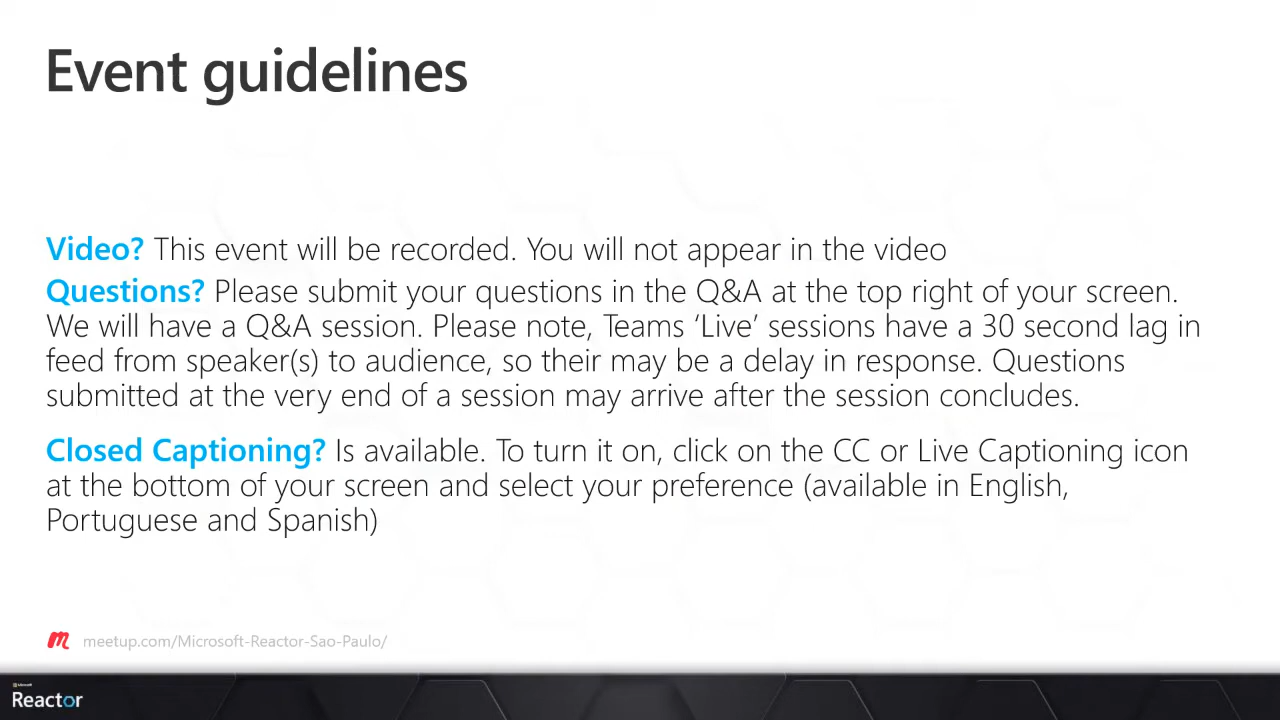 Event guidelines
Video? This event will be recorded. You will not appear in the video
Questions? Please submit your questions in the Q&A at the top right of your screen.
We will have a Q&A session. Please note, Teams ‘Live’ sessions have a 30 second lag in
feed from speaker(s) to audience, so their may be a delay in response. Questions
submitted at the very end of a session may arrive after the session concludes.
Closed Captioning? Is available. To turn it on, click on the CC or Live Captioning icon
at the bottom of your screen and select your preference (available in English,
Portuguese and Spanish)
m meetup.com/Microsoft-Reactor-Sao-Paulo/
Microsoft
Reactor